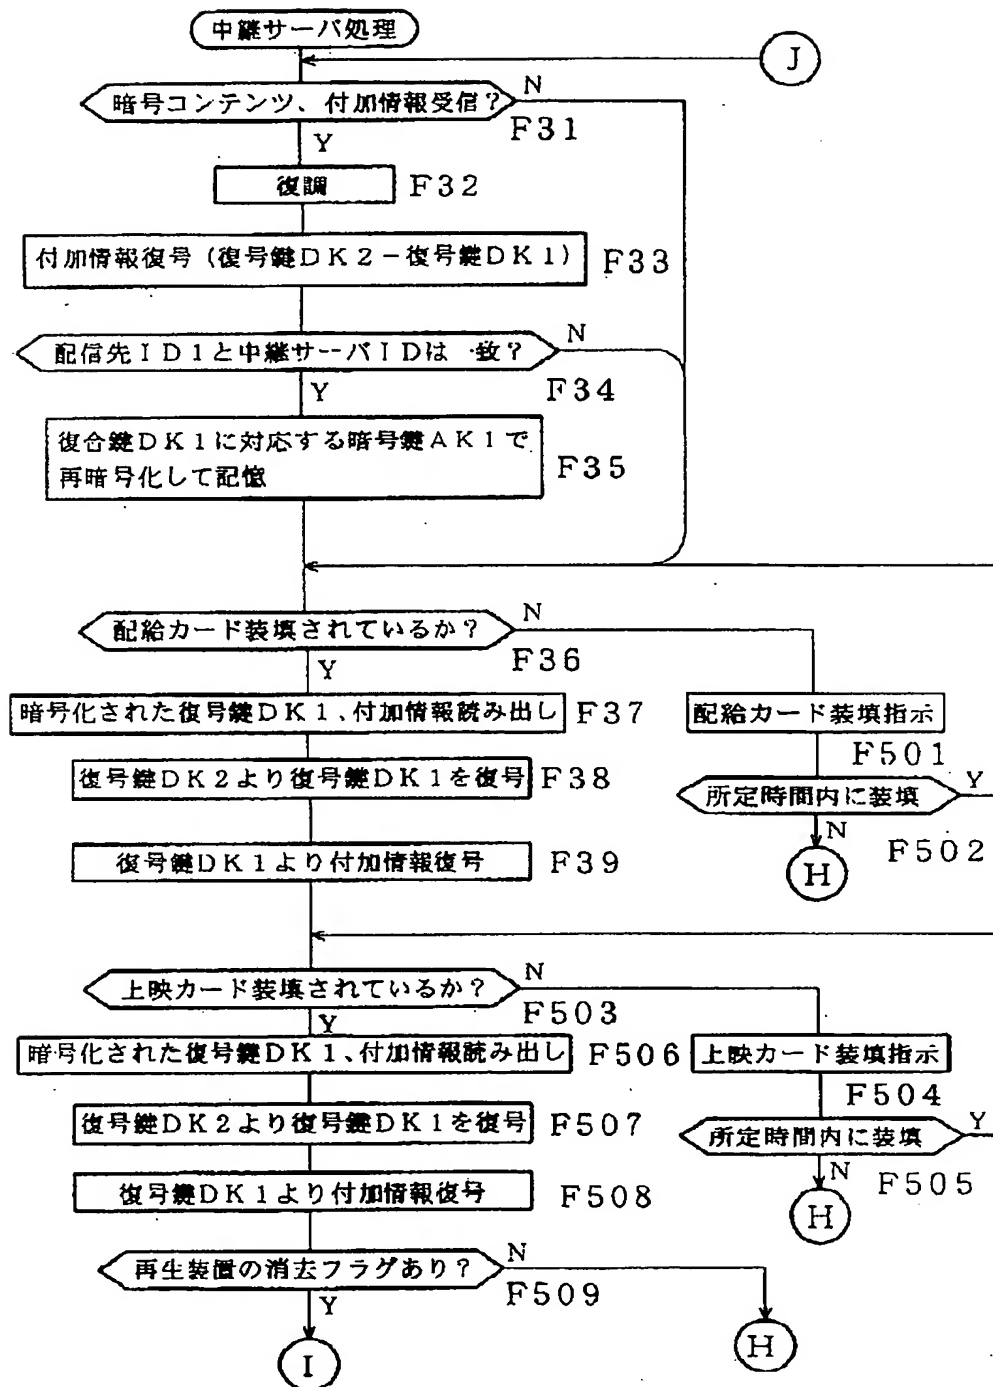 中継サーバ処理
J
暗号コンテンツ、付加情報受信？
N
F31
Y
復調 F32
付加情報復号（復号鍵DK2－復号鍵DK1） F33
配信先ID1と中継サーバIDは一致？
N
F34
Y
復合鍵DK1に対応する暗号鍵AK1で
再暗号化して記憶
F35
配給カード装填されているか？
N
F36
Y
暗号化された復号鍵DK1、付加情報読み出し F37
配給カード装填指示
F501
復号鍵DK2より復号鍵DK1を復号 F38
所定時間内に装填
Y
F502
N
H
復号鍵DK1より付加情報復号 F39
上映カード装填されているか？
N
F503
Y
暗号化された復号鍵DK1、付加情報読み出し F506
上映カード装填指示
F504
復号鍵DK2より復号鍵DK1を復号 F507
所定時間内に装填
Y
F505
N
H
復号鍵DK1より付加情報復号 F508
再生装置の消去フラグあり？
N
F509
Y
I
H